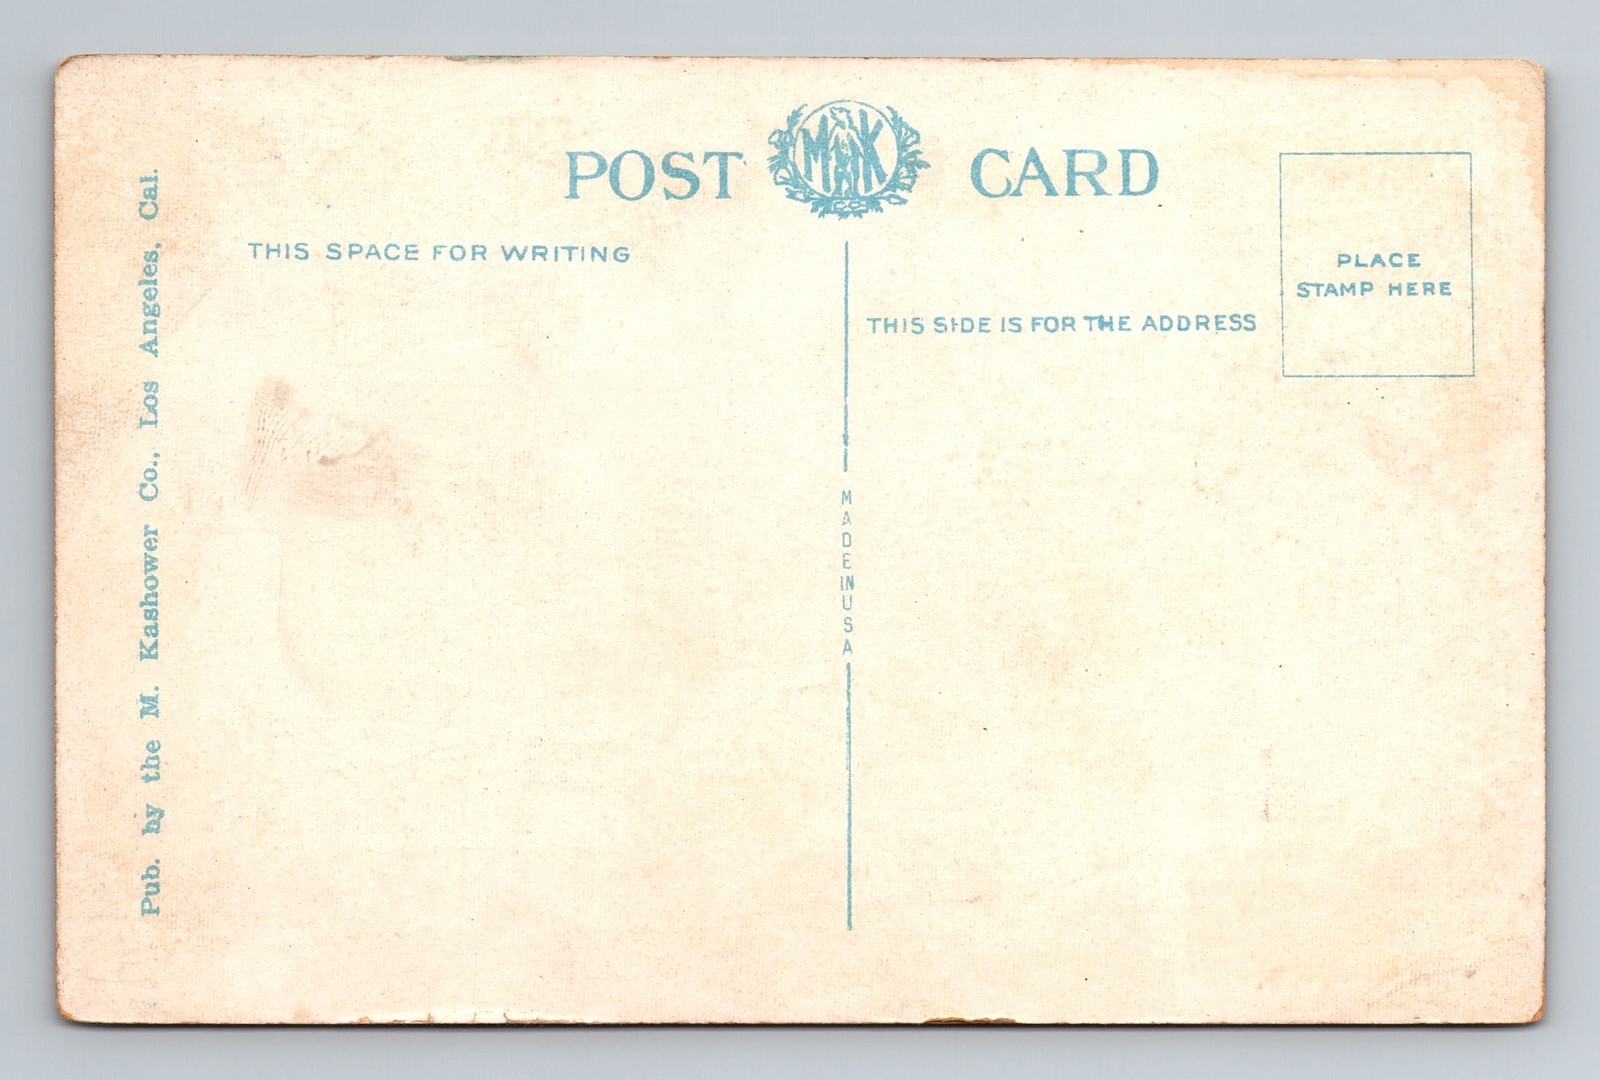 POST MK CARD
THIS SPACE FOR WRITING
THIS SIDE IS FOR THE ADDRESS
PLACE
STAMP HERE
MADE IN USA
Pub. by the M. Kashower Co., Los Angeles, Cal.